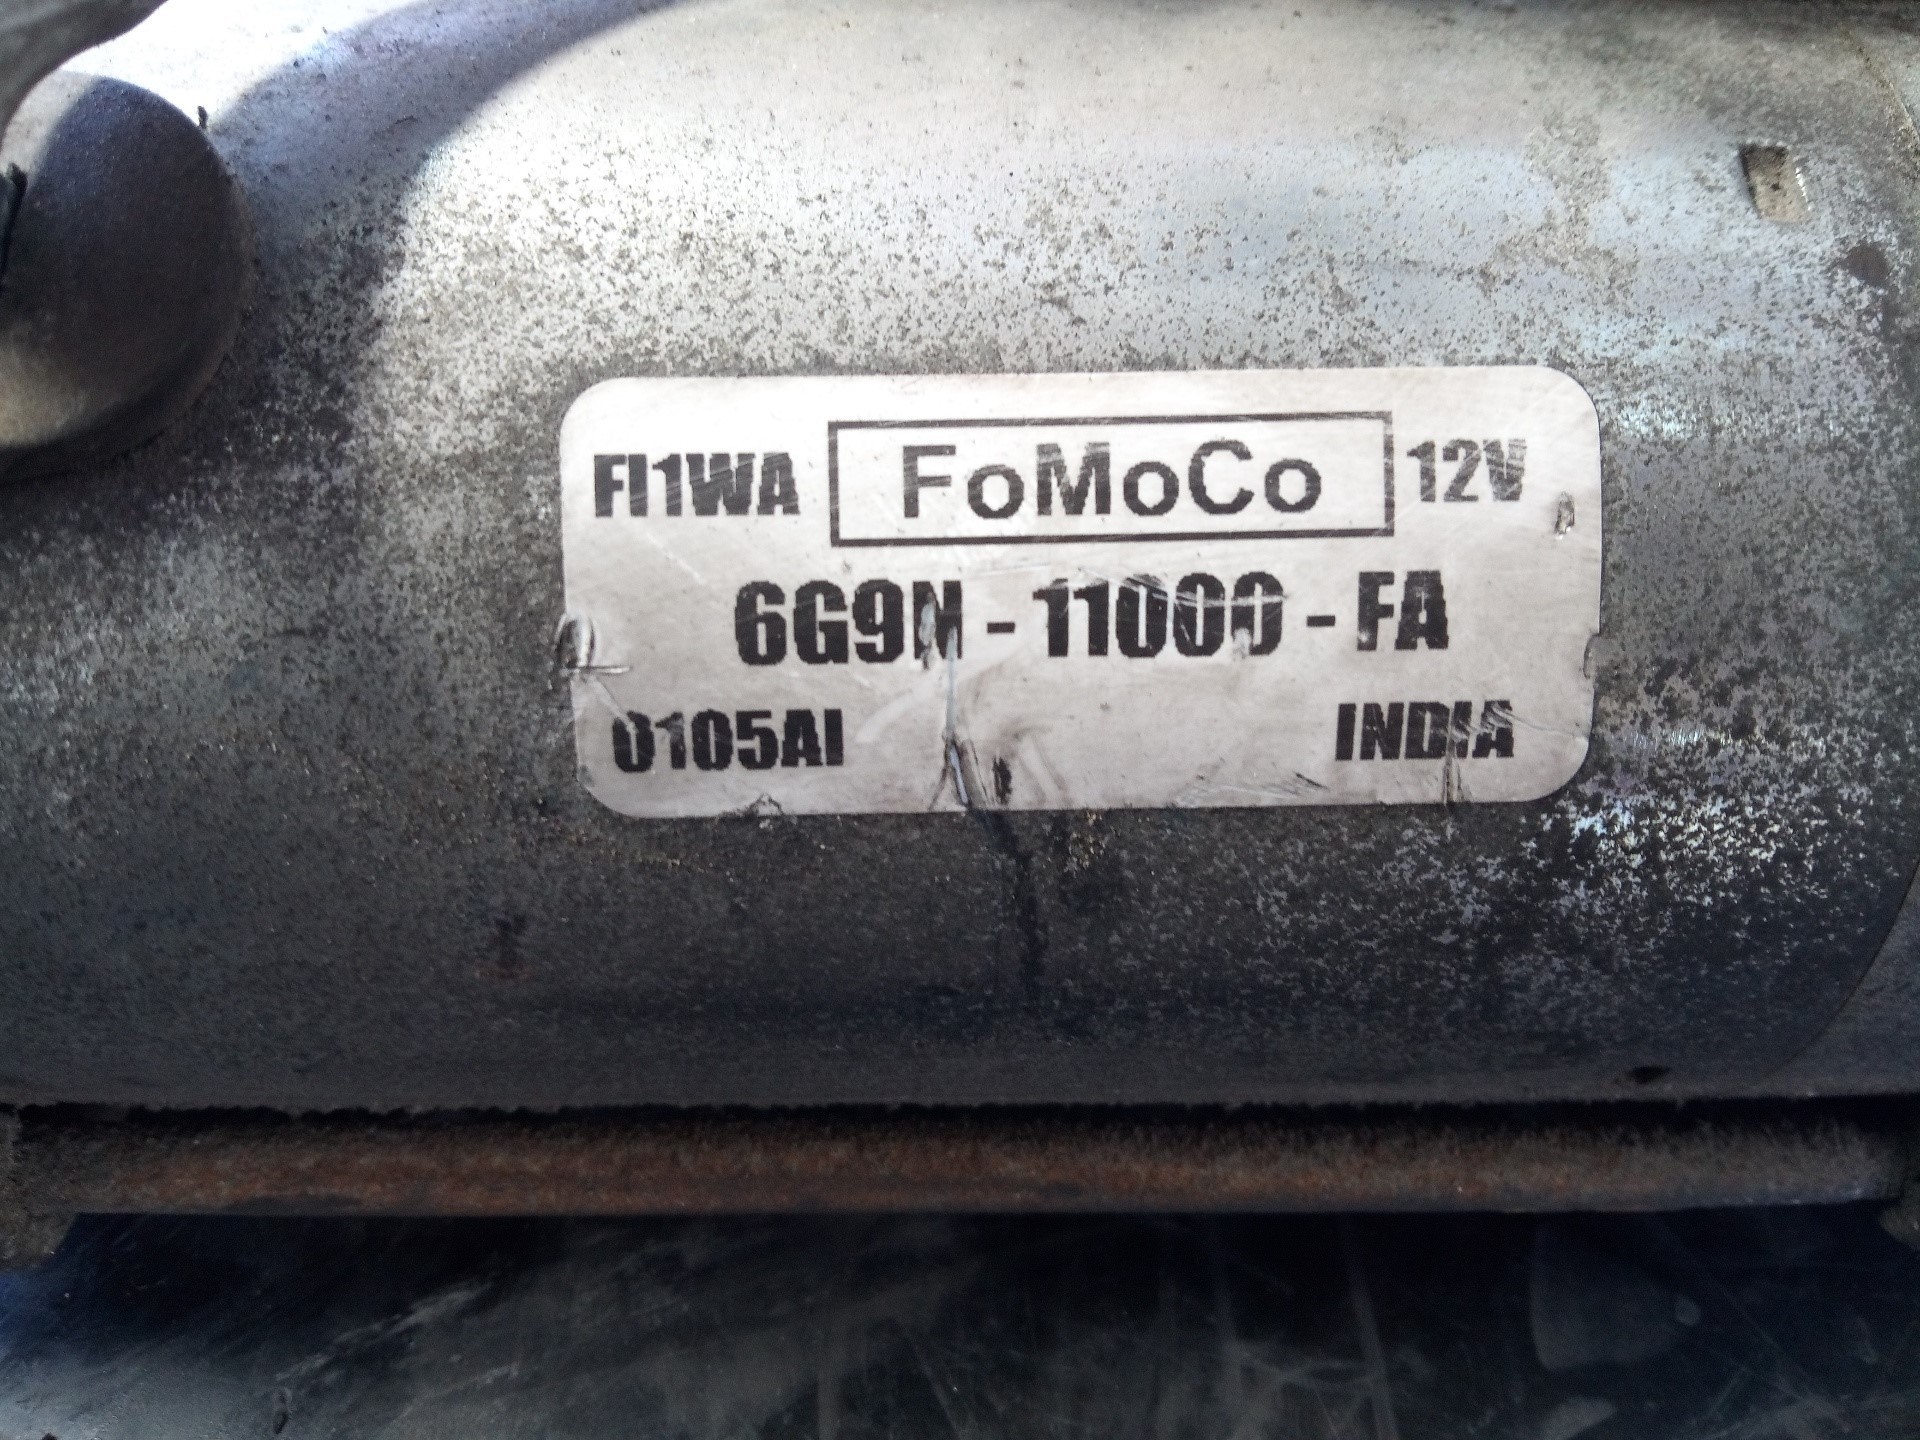 FI1WA FoMoCo 12V
6G9N - 11000 - FA
0105AI INDIA